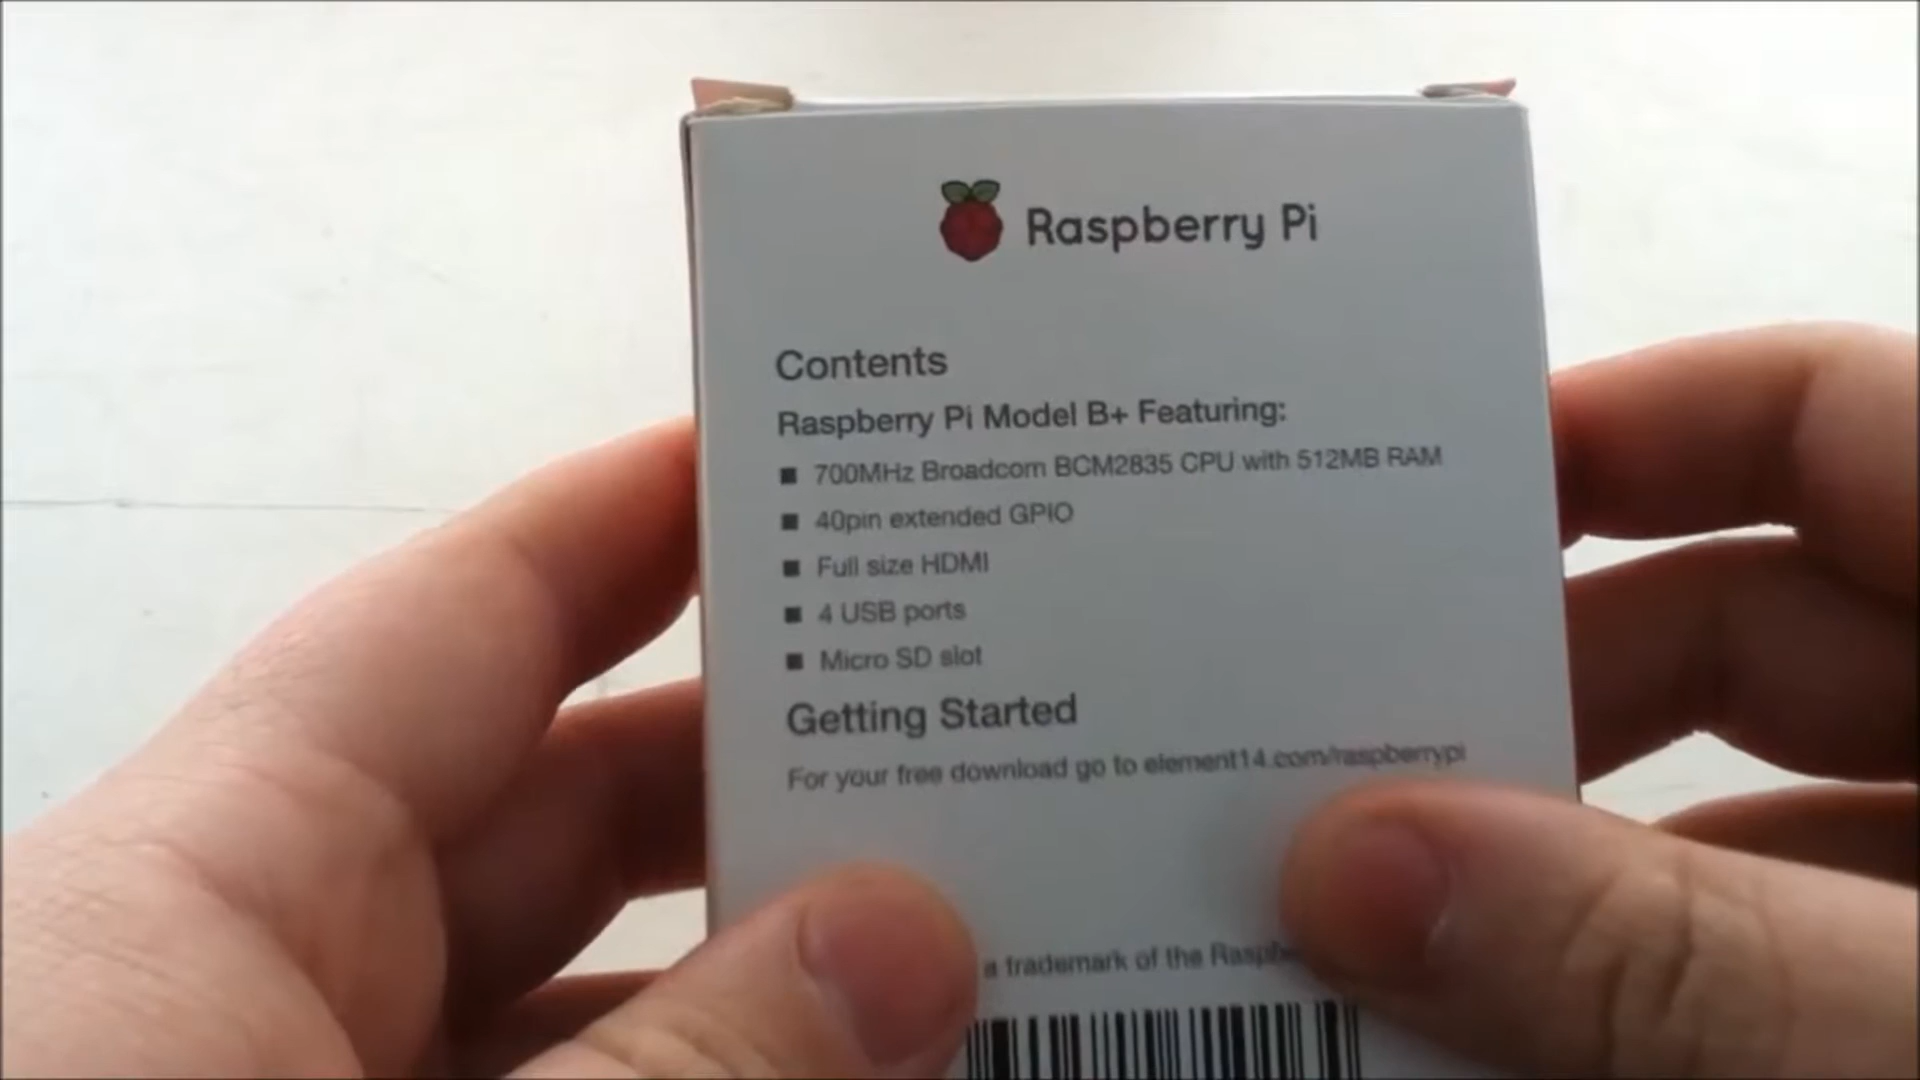 Raspberry Pi
Contents
Raspberry Pi Model B+ Featuring:
■ 700MHz Broadcom BCM2835 CPU with 512MB RAM
■ 40pin extended GPIO
■ Full size HDMI
■ 4 USB ports
■ Micro SD slot
Getting Started
For your free download go to element14.com/raspberrypi
a trademark of the